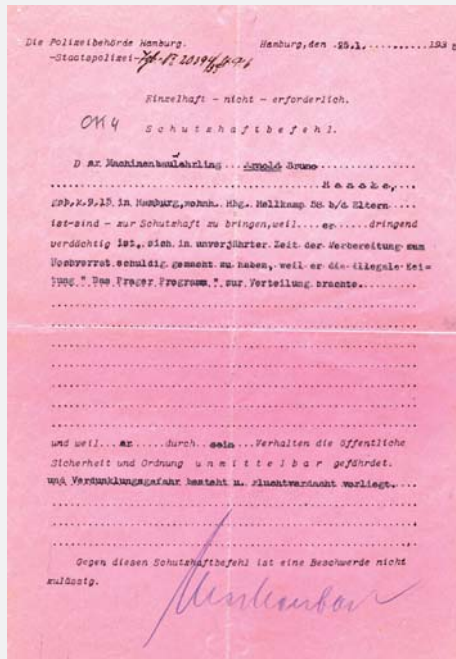 Die Polizeibehörde Hamburg.
Hamburg, den 25.1. 193
-Staatspolizei-
Einzelhaft - nicht - erforderlich.
Schutzhaftbefehl.
D er Machinenbaulehrling Arnold Bruno
geb. .9.15 in Hamburg, wohnh. Hbg. Hellkamp 58 b/d Eltern
ist-sind - zur Schutzhaft zu bringen, weil er dringend
verdächtig ist, sich in unverjährter Zeit der Vorbereitung zum
Hochverrat schuldig gemacht zu haben, weil er die illegale Zei=
tung " Das Prager Programm " zur Verteilung brachte.
und weil er durch sein Verhalten die öffentliche
Sicherheit und Ordnung unmittelbar gefährdet.
und Verdunklungsgefahr besteht u. Fluchtverdacht vorliegt.
Gegen diesen Schutzhaftbefehl ist eine Beschwerde nicht
zulässig.